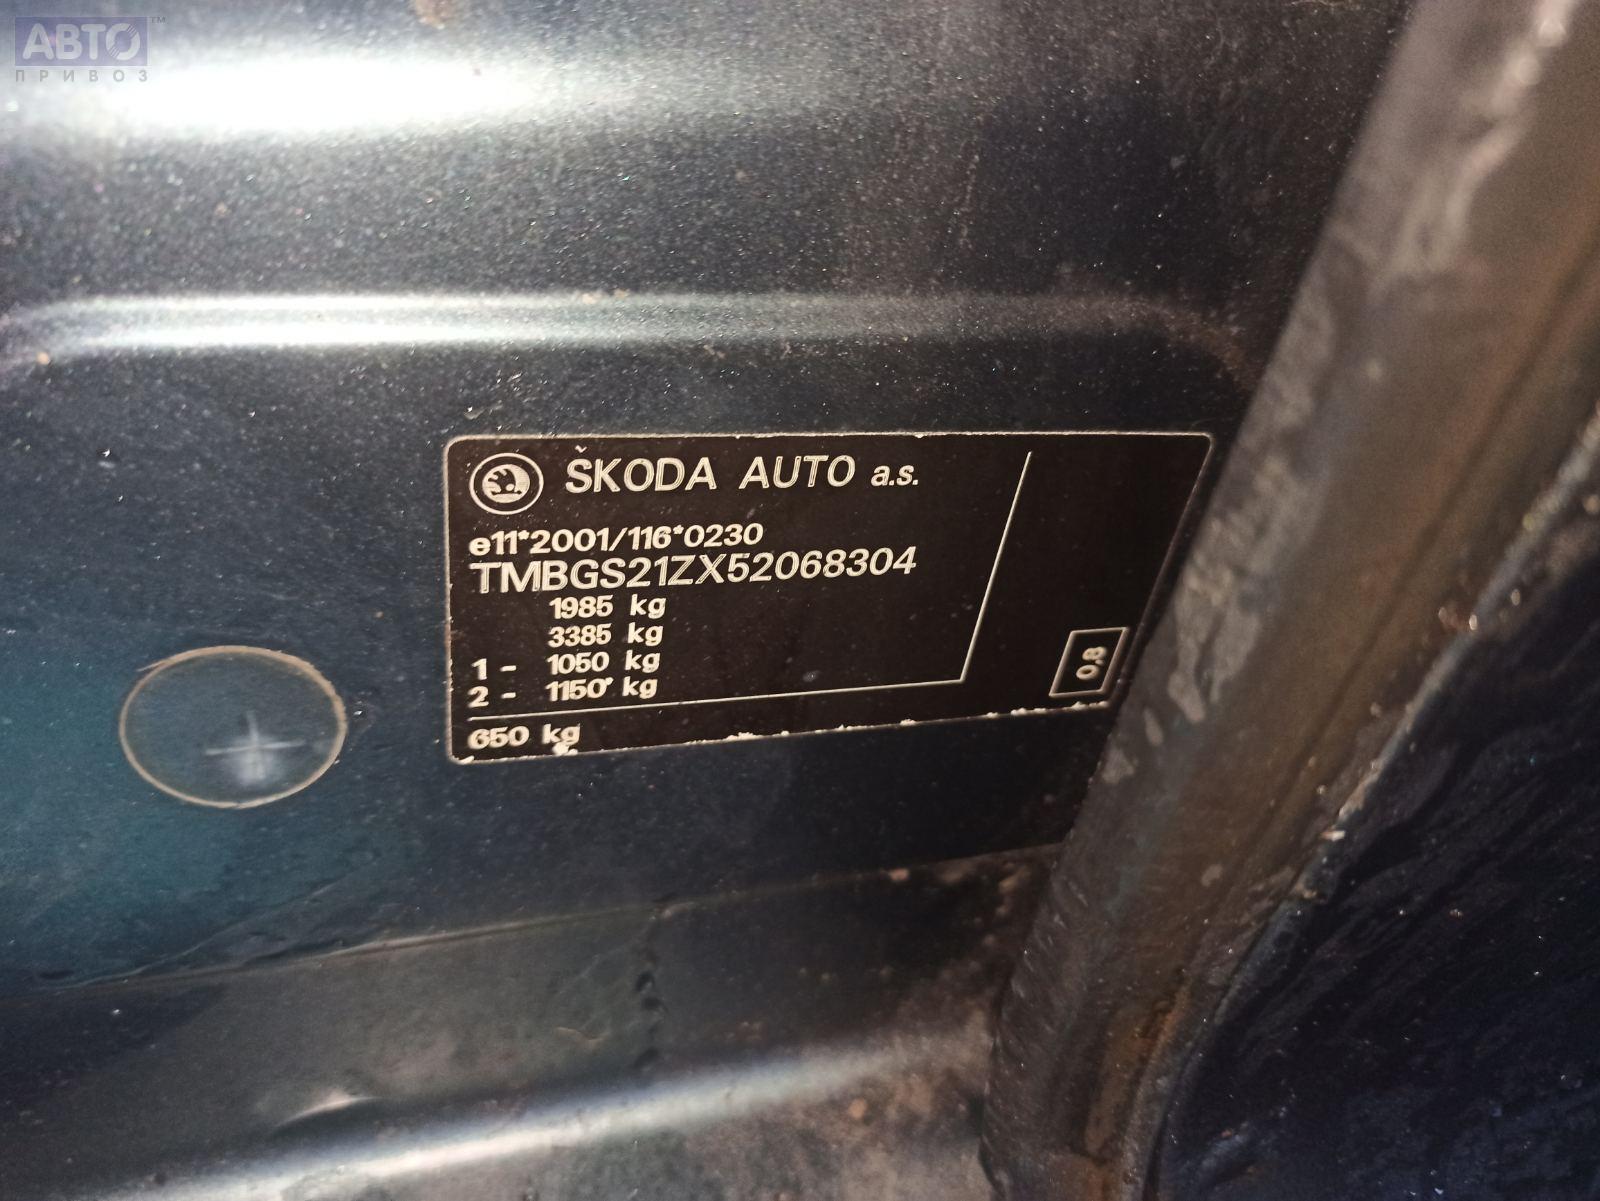 АВТО™
ПРИВОЗ
ŠKODA AUTO a.s.
e11*2001/116*0230
TMBGS21ZX52068304
1985 kg
3385 kg
1 - 1050 kg
2 - 1150 kg
650 kg
0.8